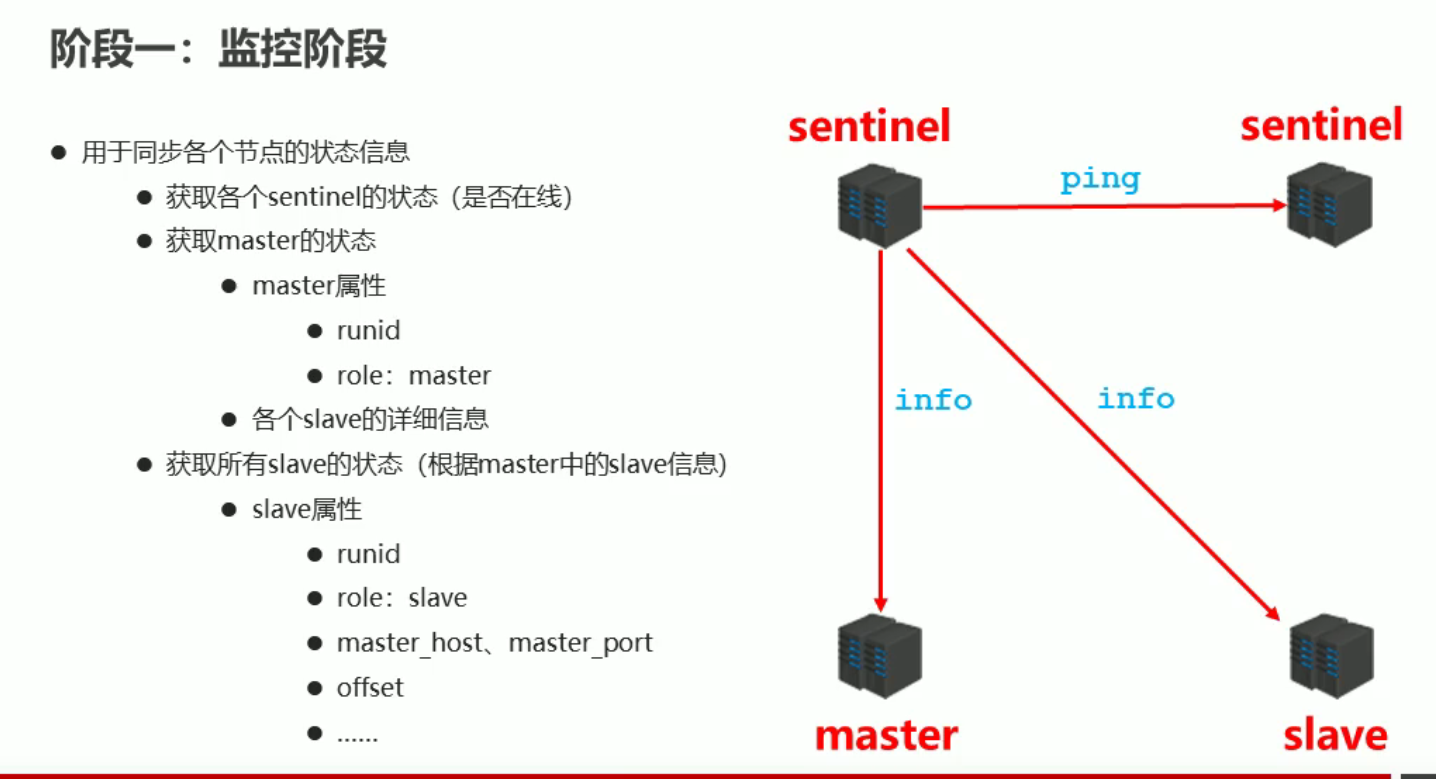 阶段一：监控阶段
用于同步各个节点的状态信息
获取各个sentinel的状态（是否在线）
获取master的状态
master属性
runid
role：master
各个slave的详细信息
获取所有slave的状态（根据master中的slave信息）
slave属性
runid
role：slave
master_host、master_port
offset
……
sentinel
sentinel
ping
info
info
master
slave